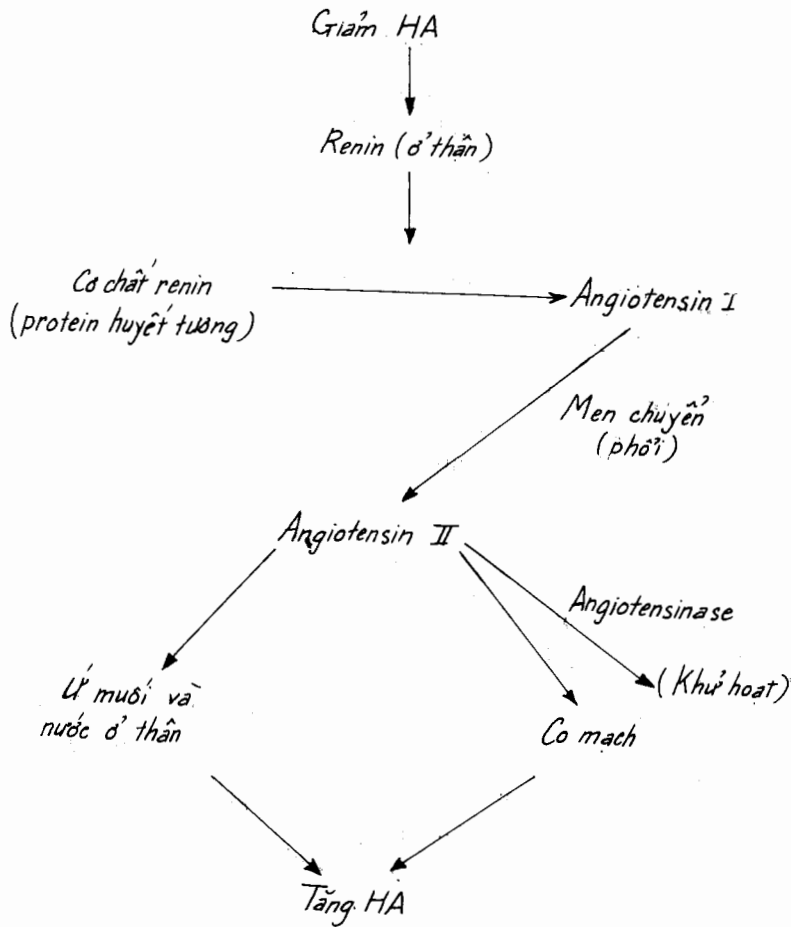 Giảm HA
Renin (ở thận)
Cơ chất renin
(protein huyết tương)
Angiotensin I
Men chuyển
(phổi)
Angiotensin II
Angiotensinase
(Khử hoạt)
Ứ muối và
nước ở thận
Co mạch
Tăng HA